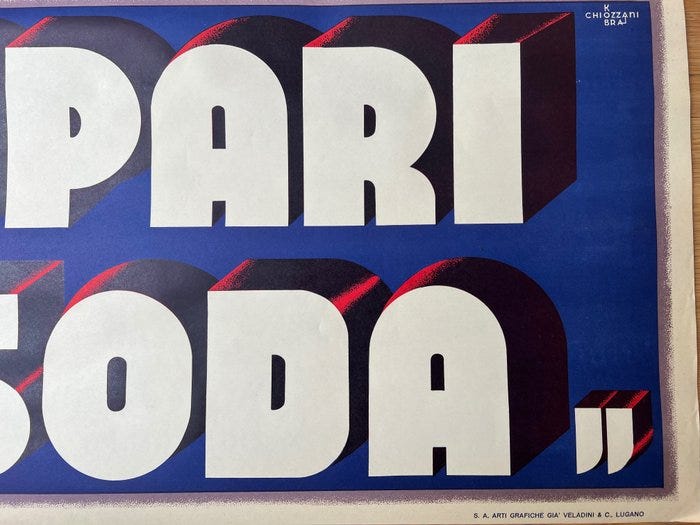 K
CHIOZZANI
BRAJ
PARI
SODA„
S. A. ARTI GRAFICHE GIA' VELADINI & C., LUGANO